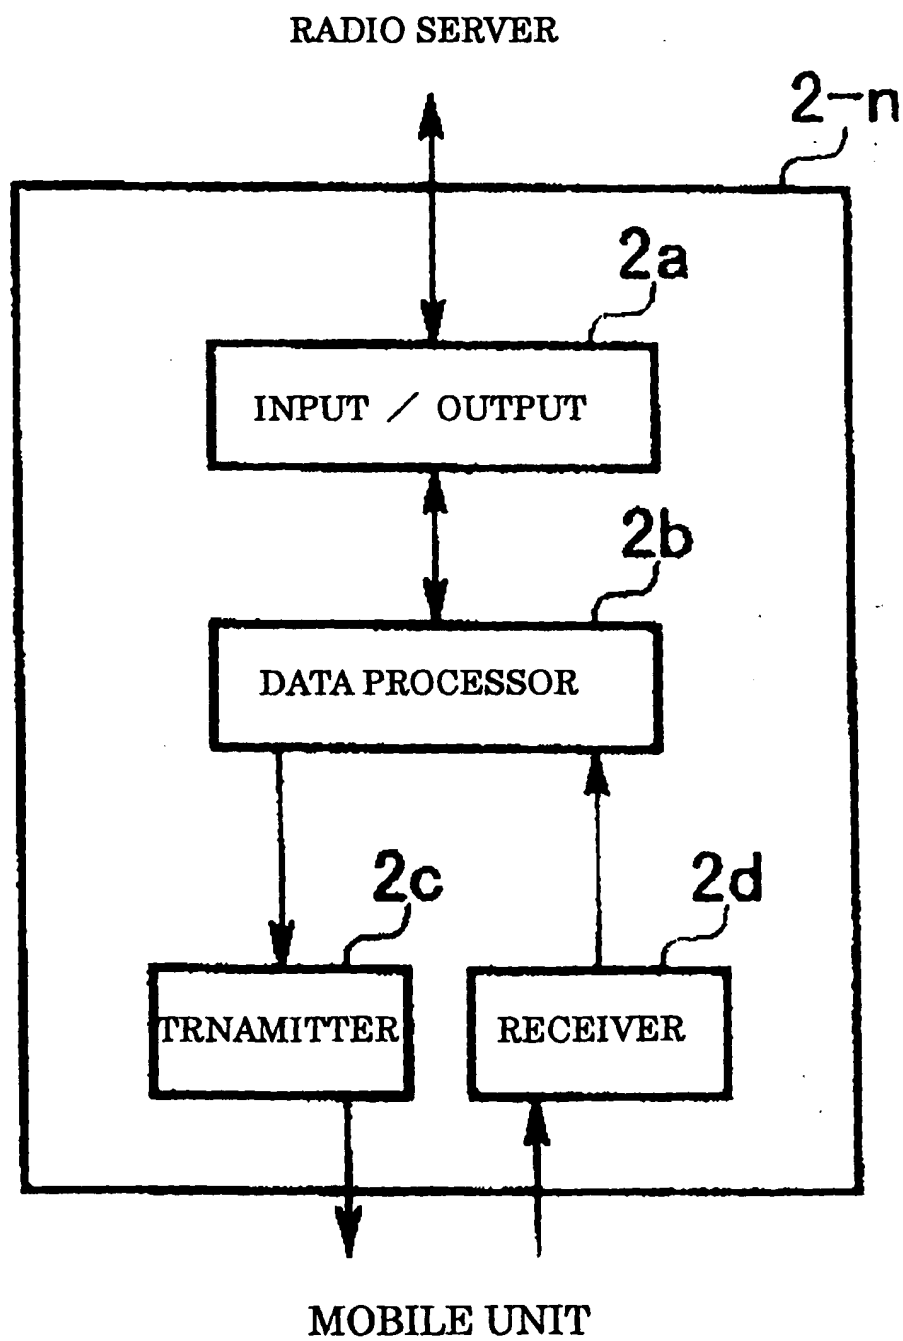 RADIO SERVER
2-n
2a
INPUT / OUTPUT
2b
DATA PROCESSOR
2c
2d
TRNAMITTER
RECEIVER
MOBILE UNIT